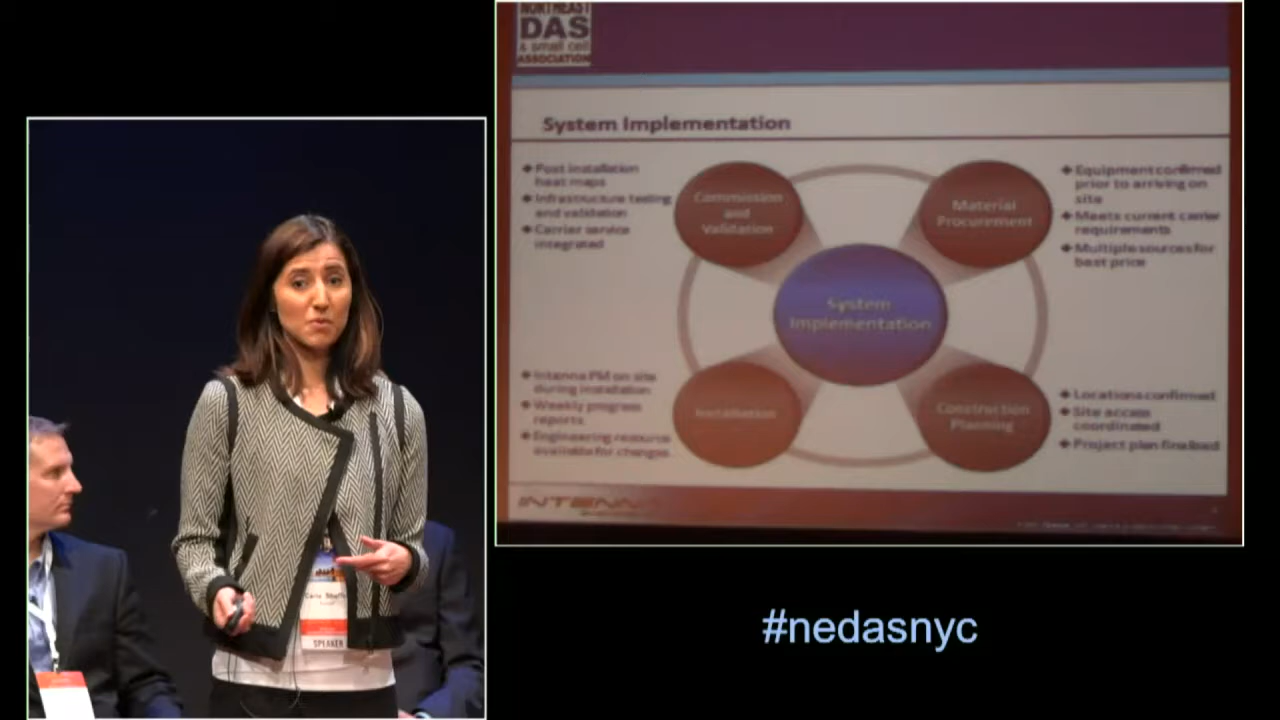 NORTHEAST
DAS
& small cell
ASSOCIATION
System Implementation
Post installation
heat maps
Infrastructure testing
and validation
Carrier service
integrated
Commission
and
Validation
Material
Procurement
Equipment confirmed
prior to arriving on
site
Meets current carrier
requirements
Multiple sources for
best price
System
Implementation
Intenna PM on site
during installation
Weekly progress
reports
Engineering resource
available for changes
Installation
Construction
Planning
Locations confirmed
Site access
coordinated
Project plan finalized
INTENNA
SPEAKER
#nedasnyc